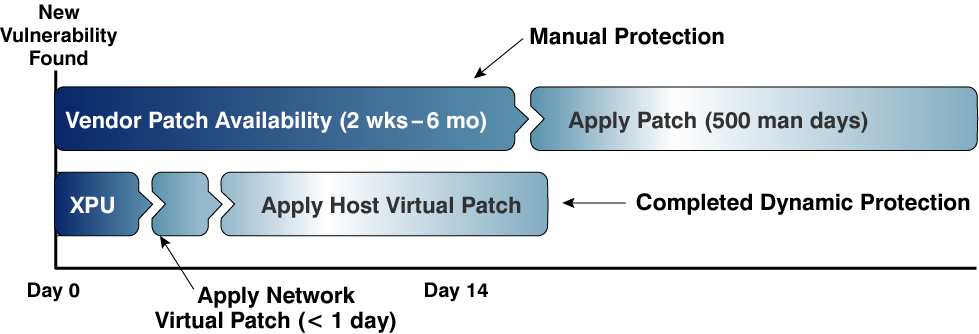 New
Vulnerability
Found
Manual Protection
Vendor Patch Availability (2 wks–6 mo)
Apply Patch (500 man days)
XPU
Apply Host Virtual Patch
Completed Dynamic Protection
Day 0
Day 14
Apply Network
Virtual Patch (< 1 day)